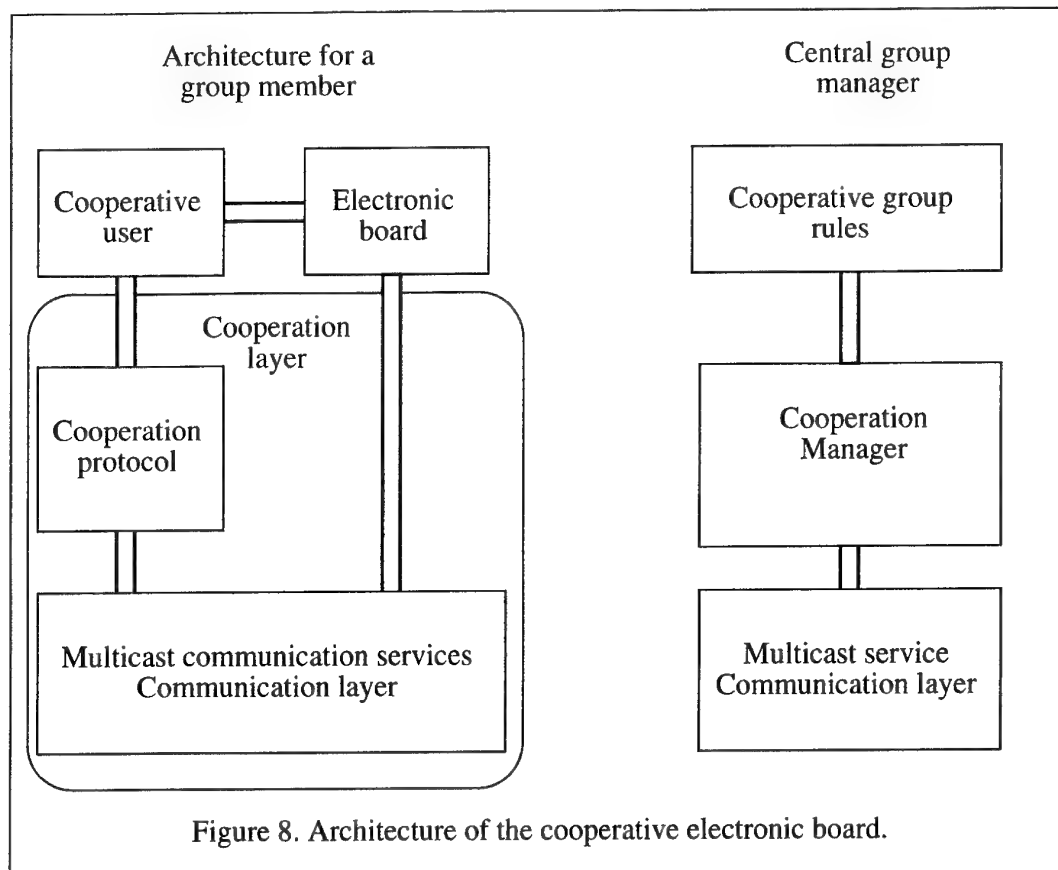 Architecture for a
group member
Central group
manager
Cooperative
user
Electronic
board
Cooperative group
rules
Cooperation
layer
Cooperation
protocol
Cooperation
Manager
Multicast communication services
Communication layer
Multicast service
Communication layer
Figure 8. Architecture of the cooperative electronic board.